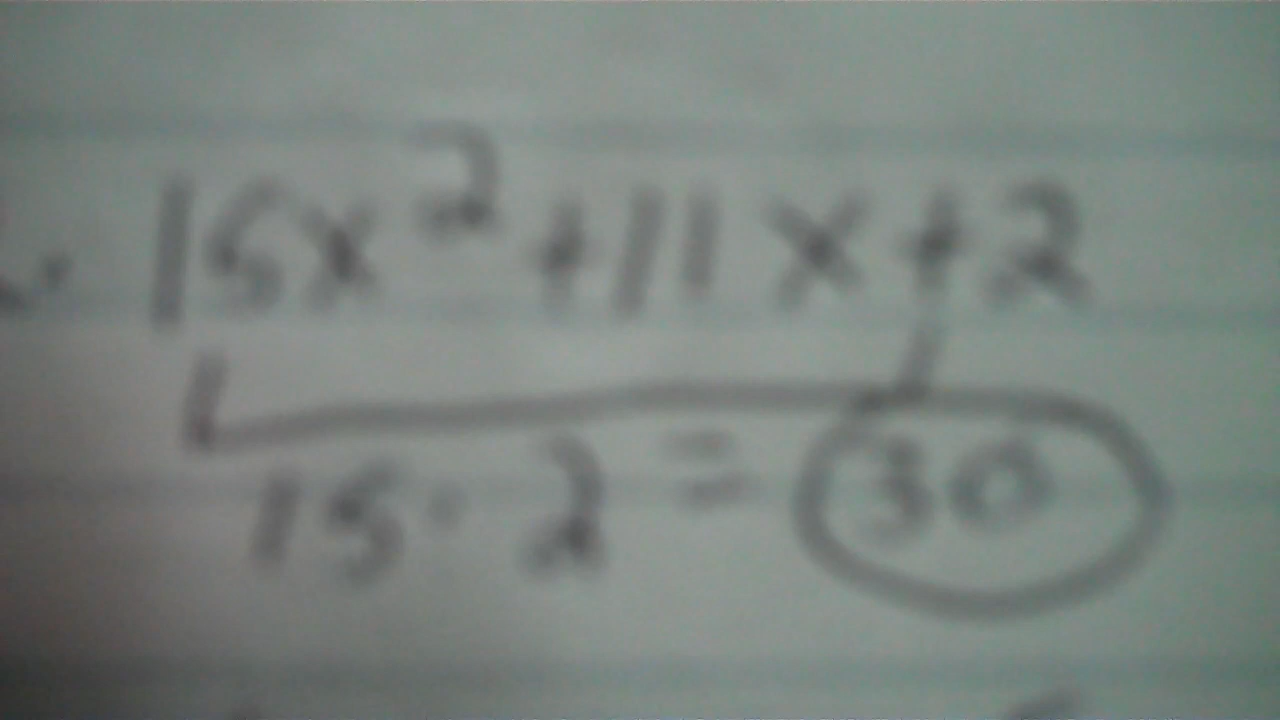 15x² + 11x + 2
15 · 2 = 30